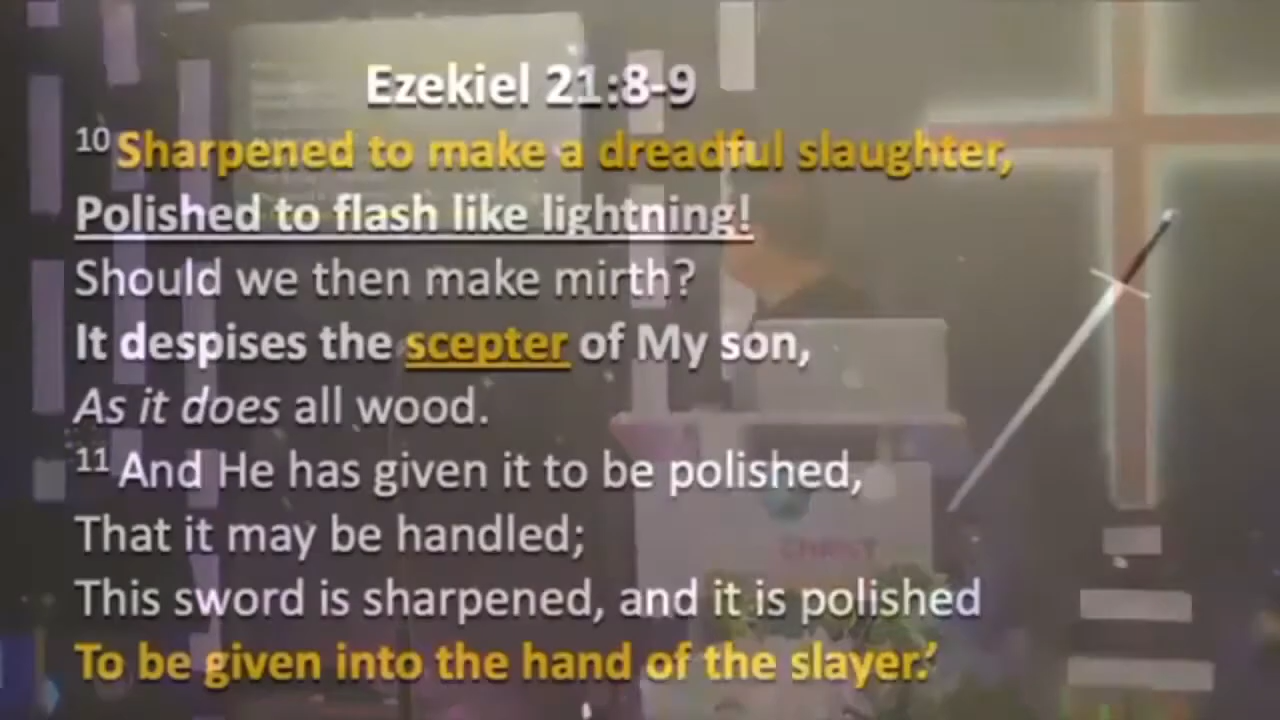 Ezekiel 21:8-9
10 Sharpened to make a dreadful slaughter,
Polished to flash like lightning!
Should we then make mirth?
It despises the scepter of My son,
As it does all wood.
11 And He has given it to be polished,
That it may be handled;
This sword is sharpened, and it is polished
To be given into the hand of the slayer.’
CHRIST